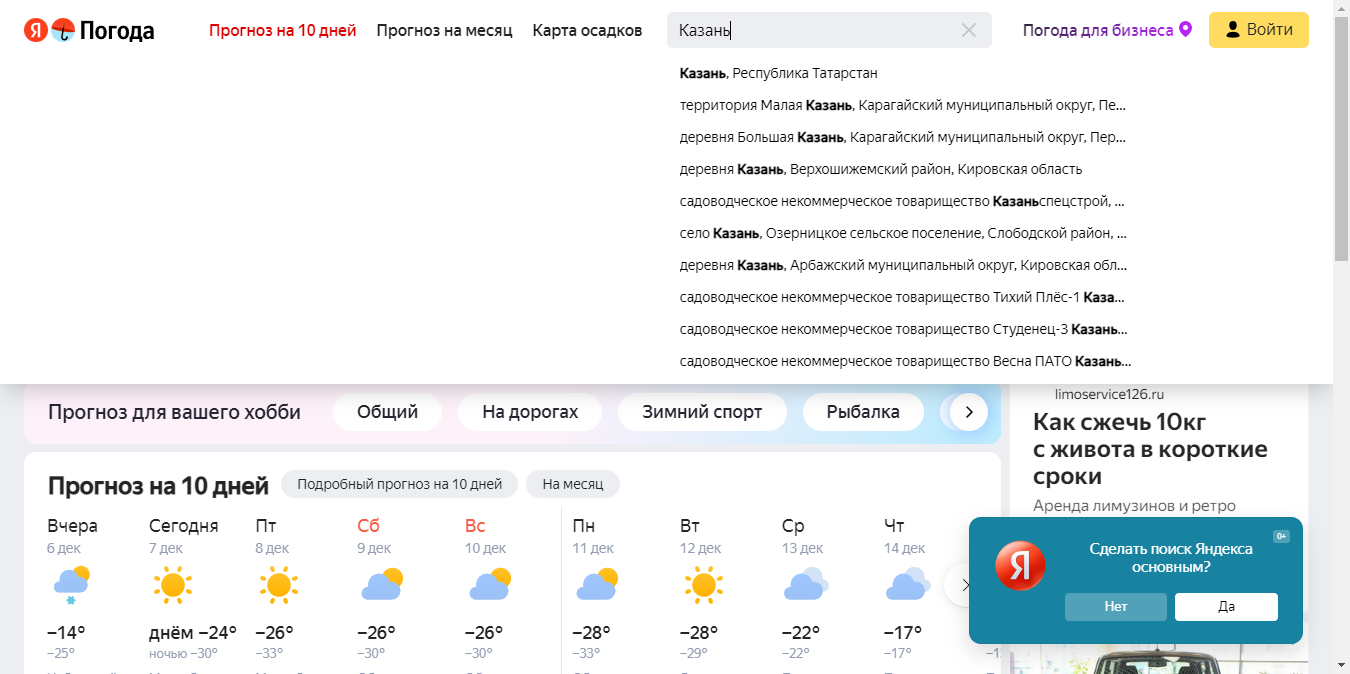 Я Погода
Прогноз на 10 дней
Прогноз на месяц
Карта осадков
Казань
Погода для бизнеса
Войти
Казань, Республика Татарстан
территория Малая Казань, Карагайский муниципальный округ, Пе...
деревня Большая Казань, Карагайский муниципальный округ, Пер...
деревня Казань, Верхошижемский район, Кировская область
садоводческое некоммерческое товарищество Казаньспецстрой, ...
село Казань, Озерницкое сельское поселение, Слободской район, ...
деревня Казань, Арбажский муниципальный округ, Кировская обл...
садоводческое некоммерческое товарищество Тихий Плёс-1 Каза...
садоводческое некоммерческое товарищество Студенец-3 Казань...
садоводческое некоммерческое товарищество Весна ПАТО Казань...
Прогноз для вашего хобби
Общий
На дорогах
Зимний спорт
Рыбалка
limoservice126.ru
Как сжечь 10кг
с живота в короткие
сроки
Аренда лимузинов и ретро
Прогноз на 10 дней
Подробный прогноз на 10 дней
На месяц
Вчера Сегодня Пт Сб Вс Пн Вт Ср Чт
6 дек 7 дек 8 дек 9 дек 10 дек 11 дек 12 дек 13 дек 14 дек
−14° днём −24° −26° −26° −26° −28° −28° −22° −17°
−25° ночью −30° −33° −30° −30° −33° −29° −22° −17°
0+
Я
Сделать поиск Яндекса
основным?
Нет
Да